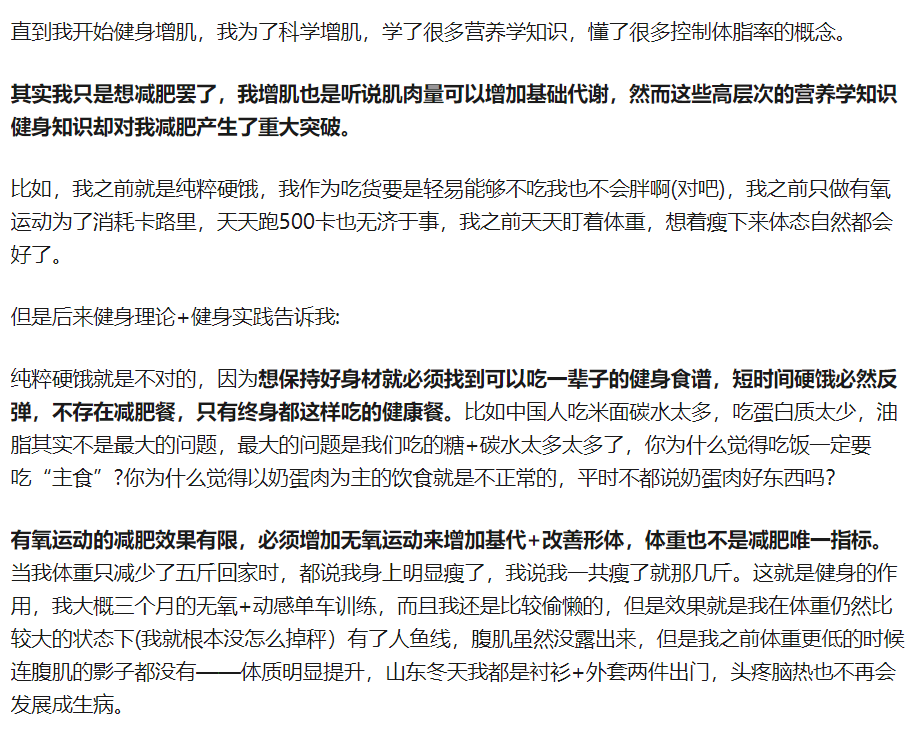 直到我开始健身增肌，我为了科学增肌，学了很多营养学知识，懂了很多控制体脂率的概念。
其实我只是想减肥罢了，我增肌也是听说肌肉量可以增加基础代谢，然而这些高层次的营养学知识
健身知识却对我减肥产生了重大突破。
比如，我之前就是纯粹硬饿，我作为吃货要是轻易能够不吃我也不会胖啊(对吧)，我之前只做有氧
运动为了消耗卡路里，天天跑500卡也无济于事，我之前天天盯着体重，想着瘦下来体态自然都会
好了。
但是后来健身理论+健身实践告诉我:
纯粹硬饿就是不对的，因为想保持好身材就必须找到可以吃一辈子的健身食谱，短时间硬饿必然反
弹，不存在减肥餐，只有终身都这样吃的健康餐。比如中国人吃米面碳水太多，吃蛋白质太少，油
脂其实不是最大的问题，最大的问题是我们吃的糖+碳水太多太多了，你为什么觉得吃饭一定要
吃“主食”?你为什么觉得以奶蛋肉为主的饮食就是不正常的，平时不都说奶蛋肉好东西吗?
有氧运动的减肥效果有限，必须增加无氧运动来增加基代+改善形体，体重也不是减肥唯一指标。
当我体重只减少了五斤回家时，都说我身上明显瘦了，我说我一共瘦了就那几斤。这就是健身的作
用，我大概三个月的无氧+动感单车训练，而且我还是比较偷懒的，但是效果就是我在体重仍然比
较大的状态下(我就根本没怎么掉秤）有了人鱼线，腹肌虽然没露出来，但是我之前体重更低的时候
连腹肌的影子都没有——体质明显提升，山东冬天我都是衬衫+外套两件出门，头疼脑热也不再会
发展成生病。